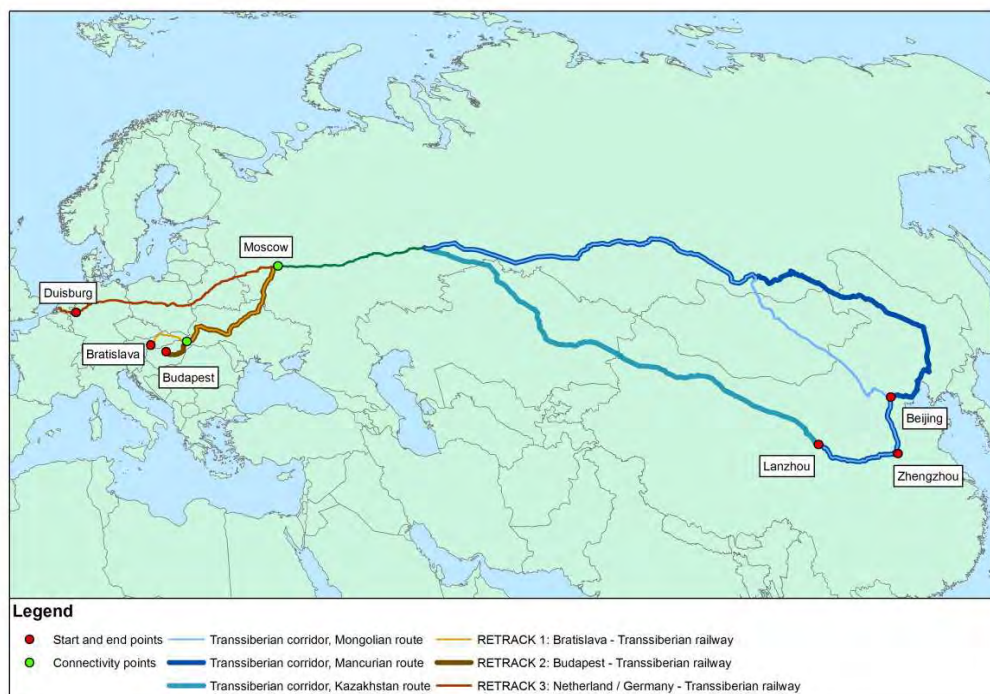 Moscow
Duisburg
Bratislava
Budapest
Beijing
Lanzhou
Zhengzhou
Legend
Start and end points
Connectivity points
Transsiberian corridor, Mongolian route
Transsiberian corridor, Mancurian route
Transsiberian corridor, Kazakhstan route
RETRACK 1: Bratislava - Transsiberian railway
RETRACK 2: Budapest - Transsiberian railway
RETRACK 3: Netherland / Germany - Transsiberian railway